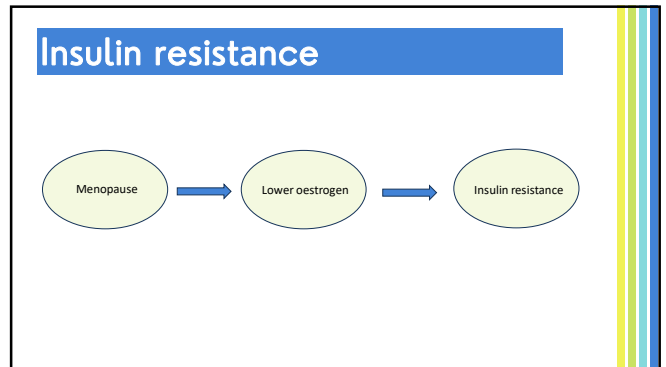 Insulin resistance
Menopause
Lower oestrogen
Insulin resistance